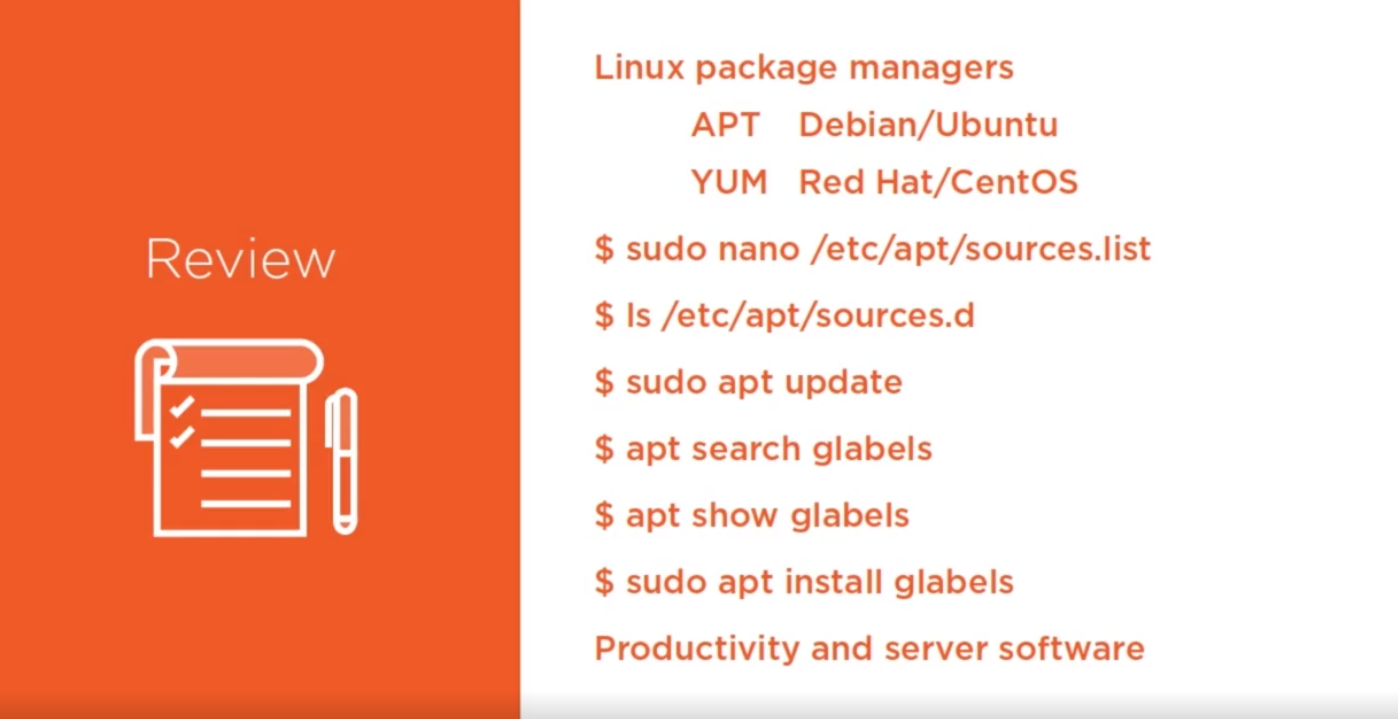 Review
Linux package managers
APT Debian/Ubuntu
YUM Red Hat/CentOS
$ sudo nano /etc/apt/sources.list
$ ls /etc/apt/sources.d
$ sudo apt update
$ apt search glabels
$ apt show glabels
$ sudo apt install glabels
Productivity and server software